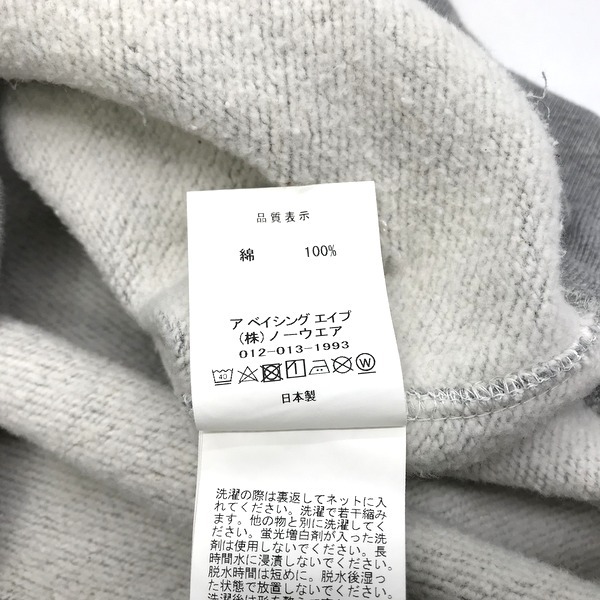 品質表示
綿 100%
ア ベイシング エイプ
(株)ノーウエア
012-013-1993
40
W
日本製
洗濯の際は裏返してネットに入
れてください。洗濯で若干縮み
ます。他の物と別に洗濯してく
ださい。蛍光増白剤が入った洗
剤は使用しないでください。長
時間水に浸漬しないでください。
脱水時間は短めに。脱水後湿っ
た状態で放置しないでください。